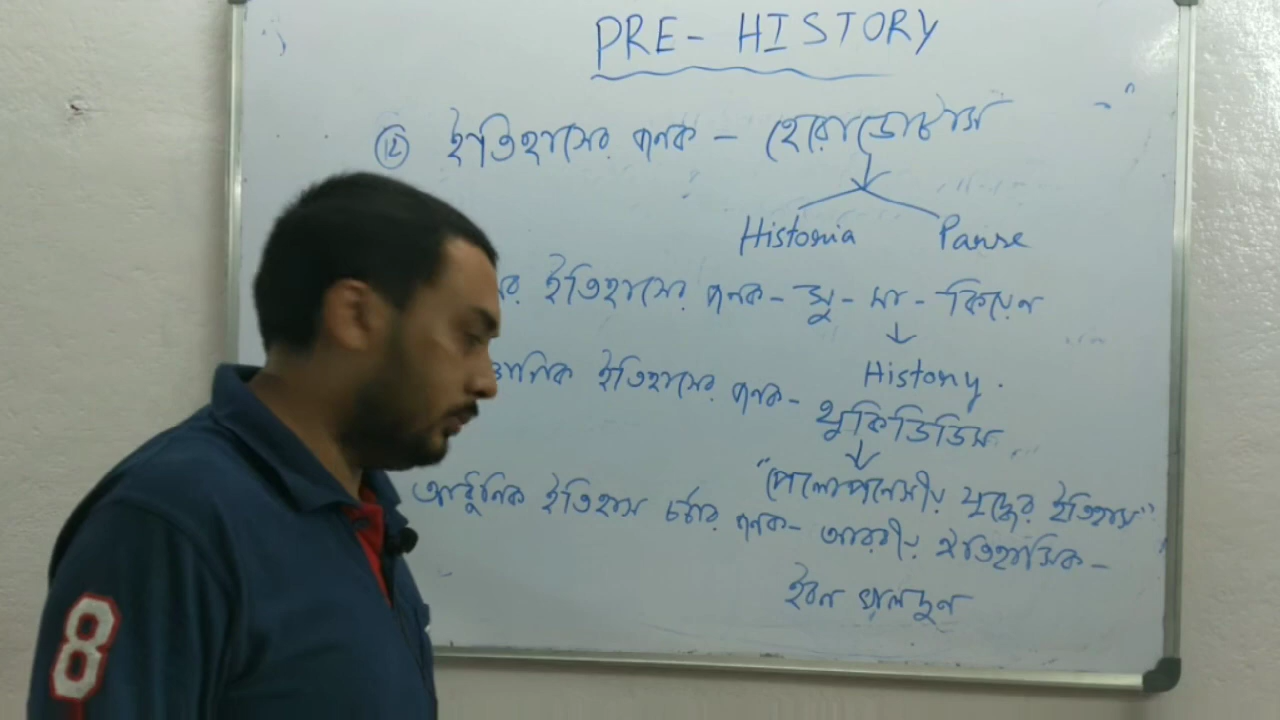 PRE - HISTORY
12 ইতিহাসের জনক - হেরোডোটাস
Historia Parse
ইতিহাসের জনক - সু - মা - কিয়েন
History.
ইতিহাসের জনক -
থুকিডিডিস
"পেলোপনেসীয় যুদ্ধের ইতিহাস"
আধুনিক ইতিহাস চর্চার জনক - আরবীয় ঐতিহাসিক -
ইবন খালদুন
8